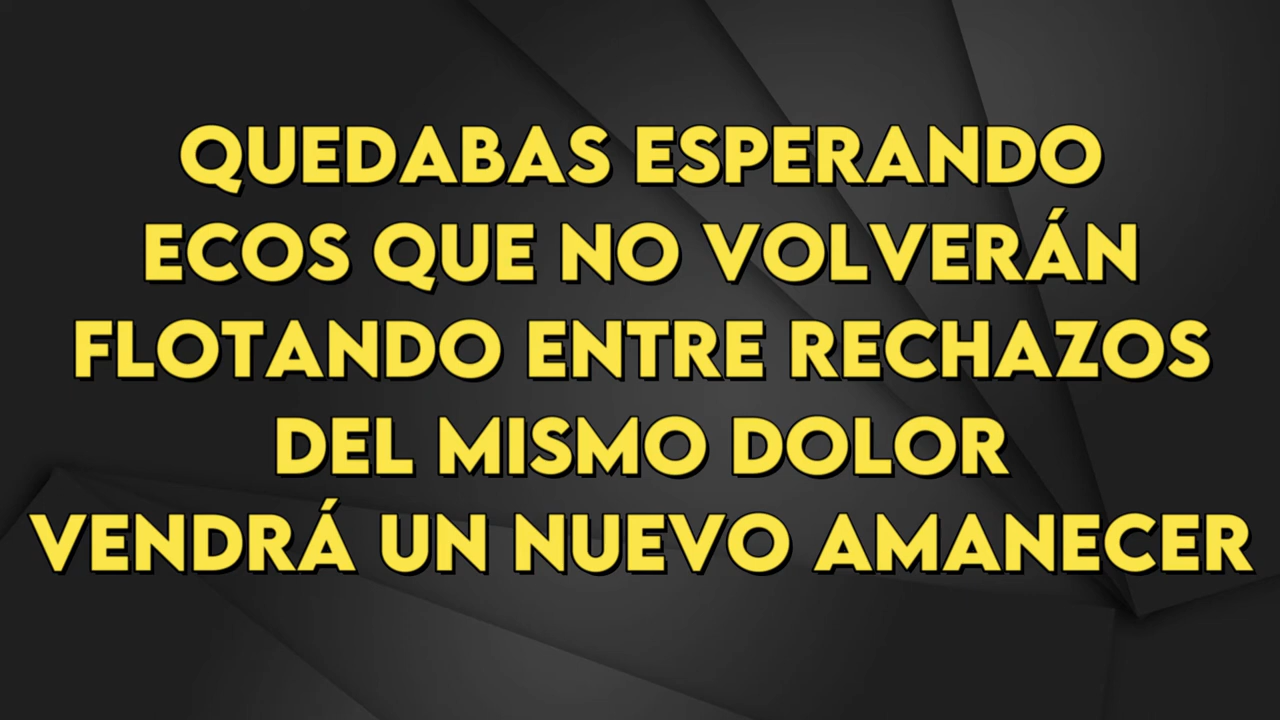 QUEDABAS ESPERANDO
ECOS QUE NO VOLVERÁN
FLOTANDO ENTRE RECHAZOS
DEL MISMO DOLOR
VENDRÁ UN NUEVO AMANECER